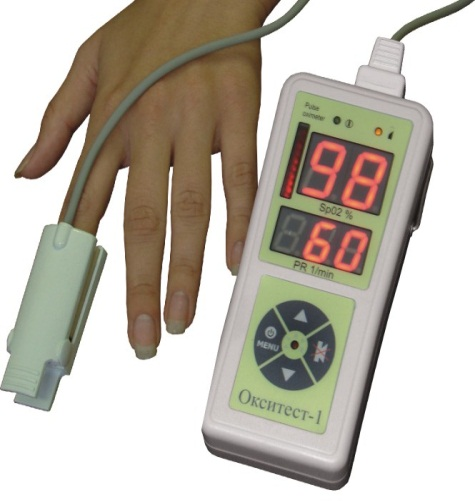 Pulse
oximeter
98
SpO2 %
60
PR 1/min
MENU
Окситест-1